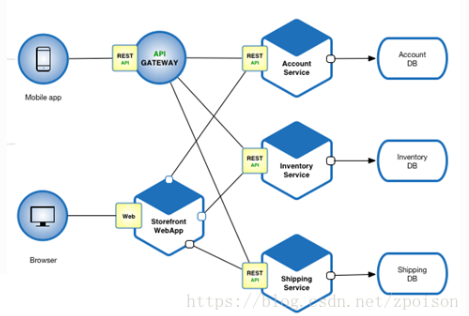 REST
API
API
GATEWAY
Mobile app
REST
API
Account
Service
Account
DB
REST
API
Inventory
Service
Inventory
DB
Web
Storefront
WebApp
Browser
REST
API
Shipping
Service
Shipping
DB
https://blog.csdn.net/zpoison